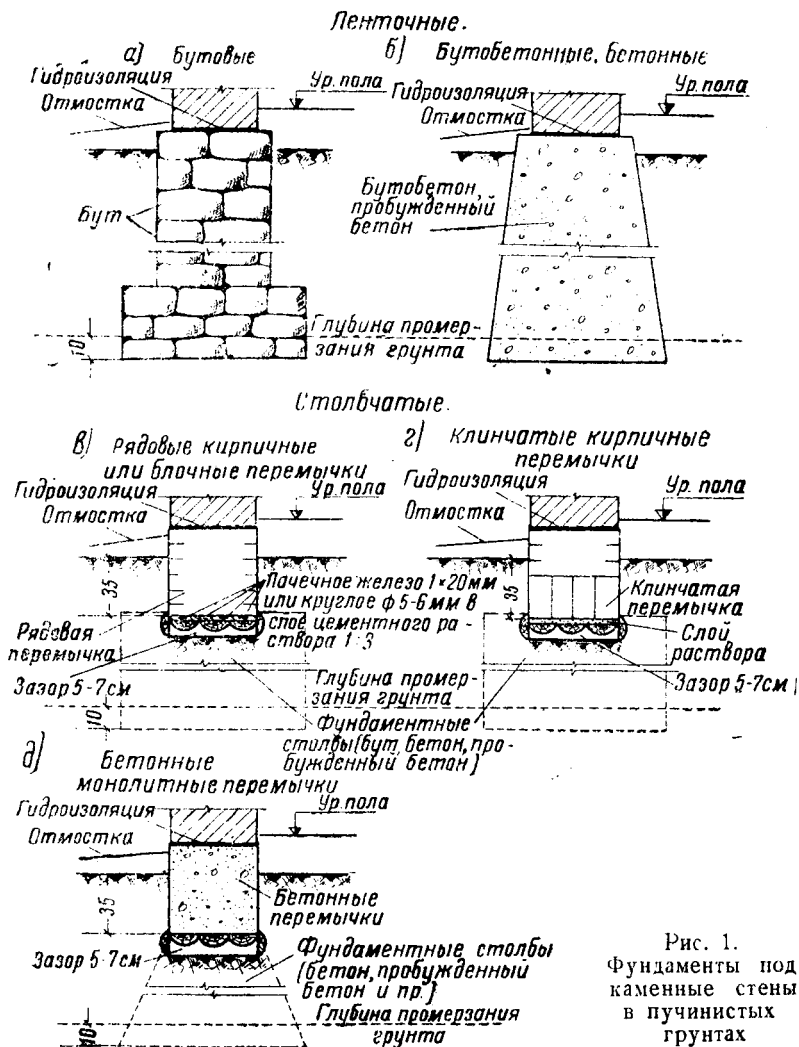 Ленточные.
а) Бутовые
Гидроизоляция
Отмостка
Ур. пола
Бут
10
б) Бутобетонные, бетонные
Гидроизоляция
Отмостка
Ур. пола
Бутобетон,
пробужденный
бетон
Глубина промер-
зания грунта
Столбчатые.
в) Рядовые кирпичные
или блочные перемычки
Гидроизоляция
Отмостка
Ур. пола
35
Пачечное железо 1×20мм
или круглое ф 5-6мм в
слое цементного ра-
створа 1:3
Рядовая
перемычка
Зазор 5-7см
10
Глубина промер-
зания грунта
Фундаментные
столбы (бут, бетон, про-
бужденный бетон)
г) Клинчатые кирпичные
перемычки
Гидроизоляция
Отмостка
Ур. пола
35
Клинчатая
перемычка
Слой
раствора
Зазор 5-7см
д) Бетонные
монолитные перемычки
Гидроизоляция
Отмостка
Ур. пола
35
Бетонные
перемычки
Зазор 5-7см
Фундаментные столбы
(бетон, пробужденный
бетон и пр.)
Глубина промерзания
грунта
10
Рис. 1.
Фундаменты под
каменные стены
в пучинистых
грунтах